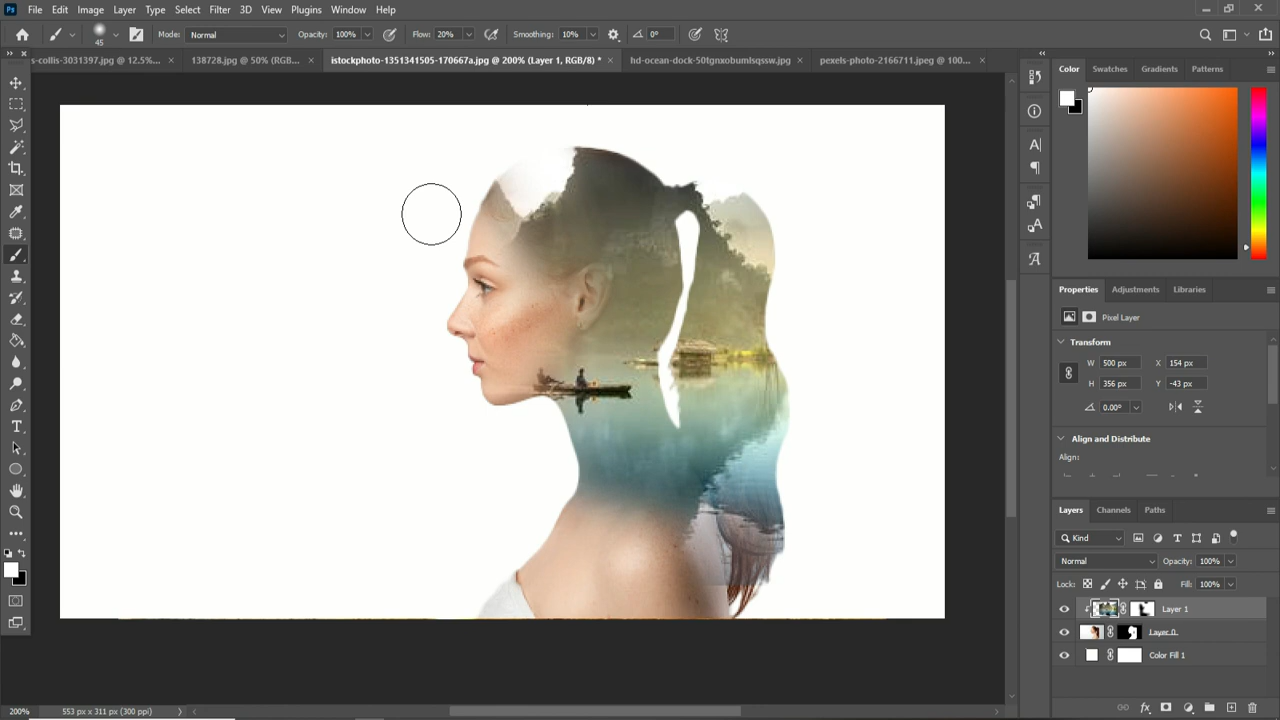 Ps File Edit Image Layer Type Select Filter 3D View Plugins Window Help
45 Mode: Normal Opacity: 100% Flow: 20% Smoothing: 10% 0°
s-collis-3031397.jpg @ 12.5%... × 138728.jpg @ 50% (RGB... × istockphoto-1351341505-170667a.jpg @ 200% (Layer 1, RGB/8) * × hd-ocean-dock-50tgnxobumlsqssw.jpg × pexels-photo-2166711.jpeg @ 100... ×
Color Swatches Gradients Patterns
Properties Adjustments Libraries
Pixel Layer
Transform
W 500 px X 154 px
H 356 px Y -43 px
0.00°
Align and Distribute
Align:
Layers Channels Paths
Kind
Normal Opacity: 100%
Lock: Fill: 100%
Layer 1
Layer 0
Color Fill 1
200% 553 px x 311 px (300 ppi)